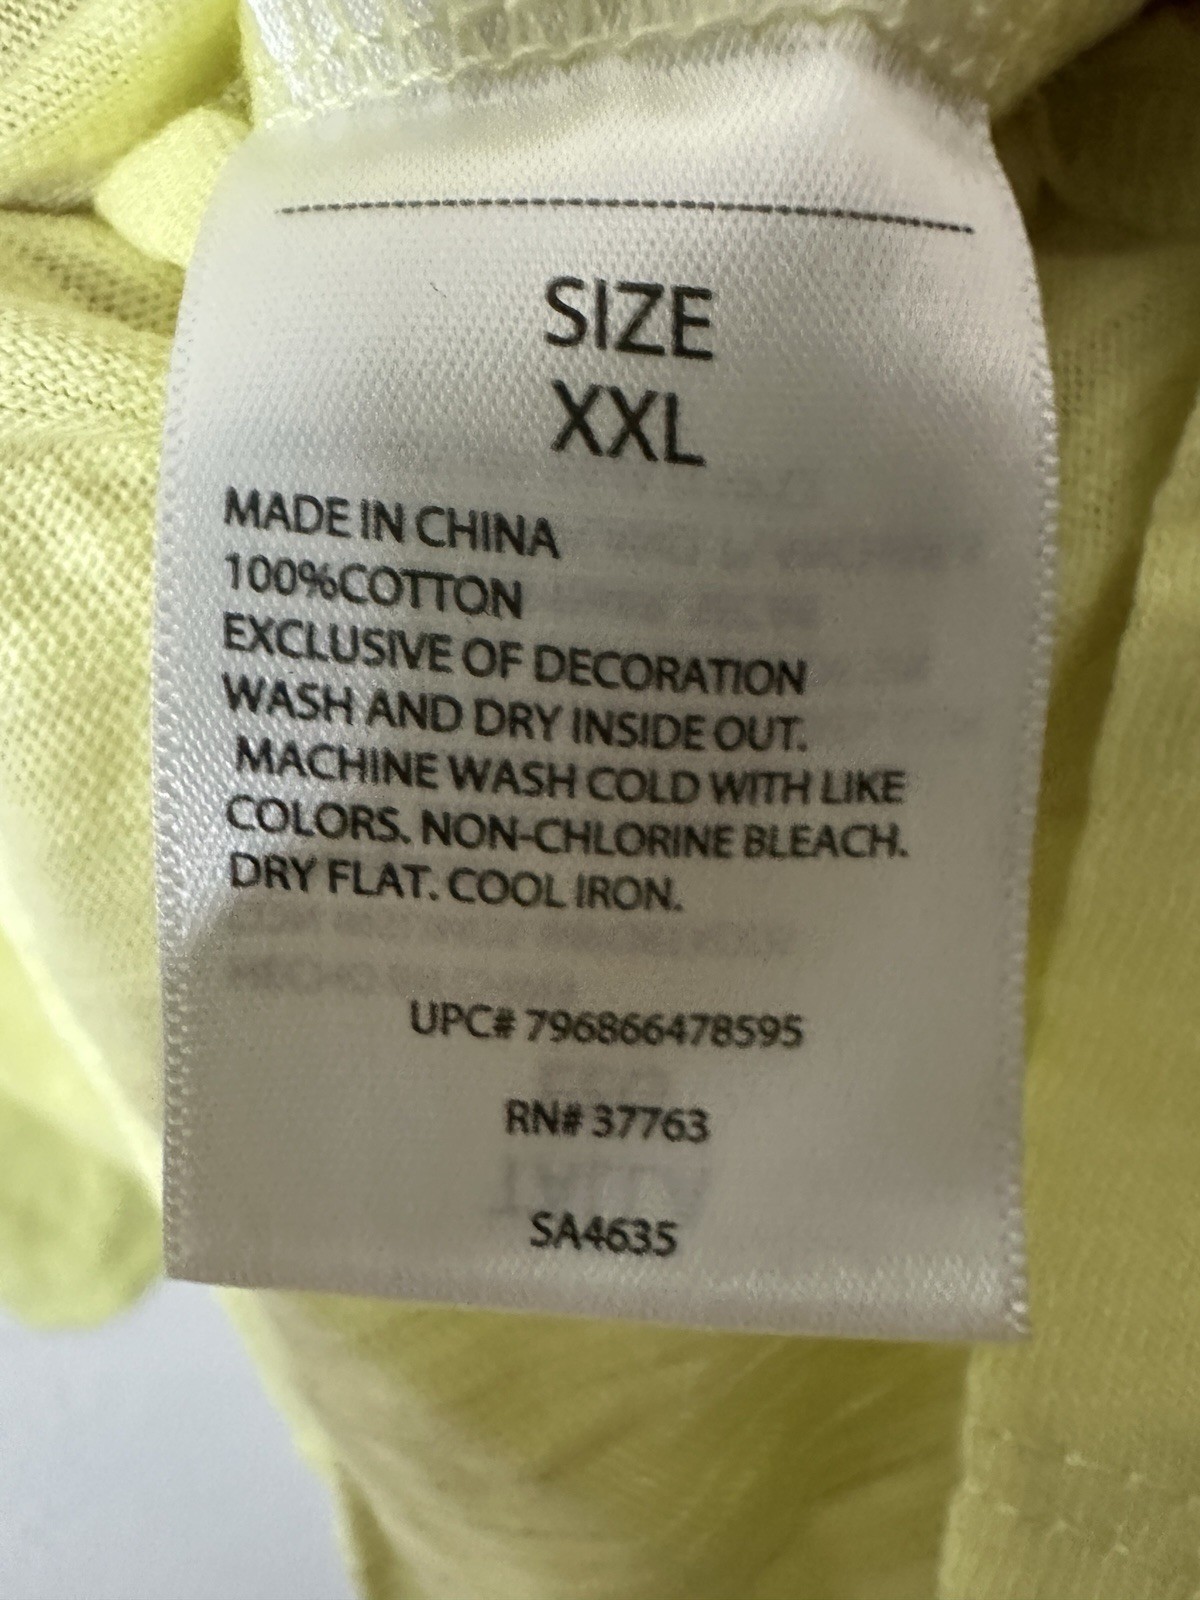 SIZE
XXL
MADE IN CHINA
100%COTTON
EXCLUSIVE OF DECORATION
WASH AND DRY INSIDE OUT.
MACHINE WASH COLD WITH LIKE
COLORS. NON-CHLORINE BLEACH.
DRY FLAT. COOL IRON.
UPC# 796866478595
RN# 37763
SA4635